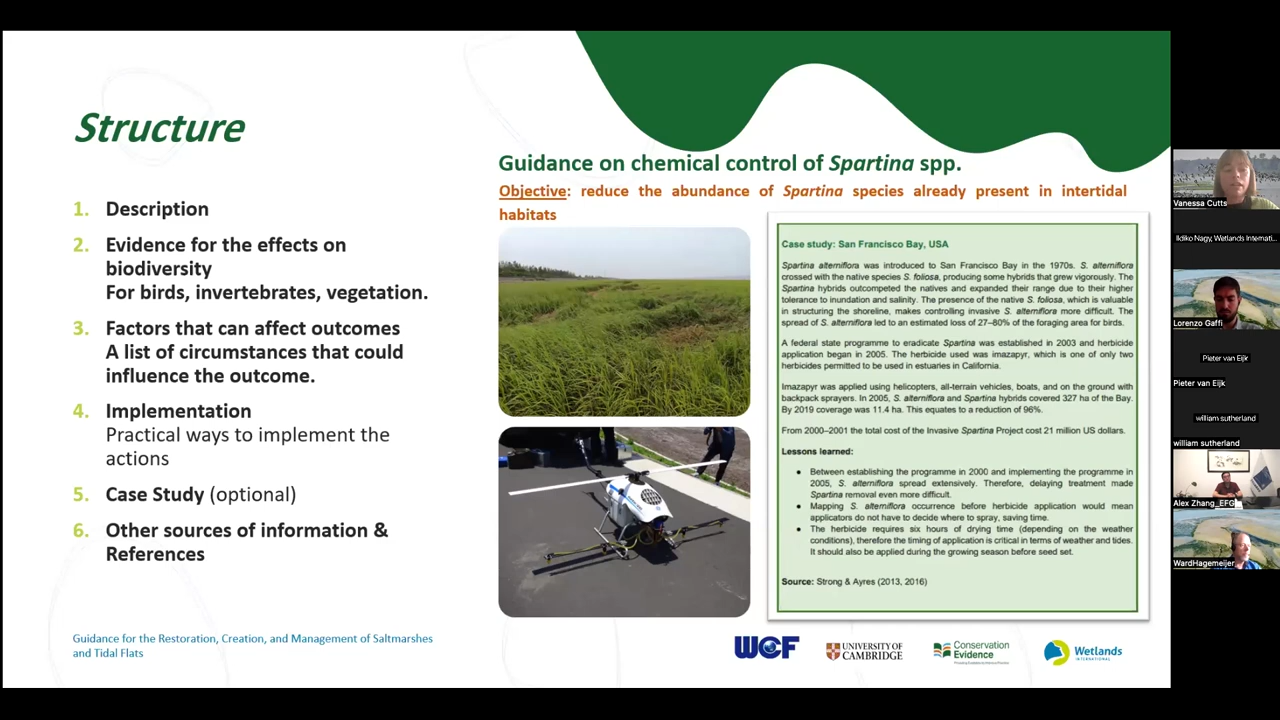 Structure
1. Description
2. Evidence for the effects on
biodiversity
For birds, invertebrates, vegetation.
3. Factors that can affect outcomes
A list of circumstances that could
influence the outcome.
4. Implementation
Practical ways to implement the
actions
5. Case Study (optional)
6. Other sources of information &
References
Guidance for the Restoration, Creation, and Management of Saltmarshes
and Tidal Flats
Guidance on chemical control of Spartina spp.
Objective: reduce the abundance of Spartina species already present in intertidal
habitats
Case study: San Francisco Bay, USA
Spartina alterniflora was introduced to San Francisco Bay in the 1970s. S. alterniflora
crossed with the native species S. foliosa, producing some hybrids that grew vigorously. The
Spartina hybrids outcompeted the natives and expanded their range due to their higher
tolerance to inundation and salinity. The presence of the native S. foliosa, which is valuable
in structuring the shoreline, makes controlling invasive S. alterniflora more difficult. The
spread of S. alterniflora led to an estimated loss of 27–80% of the foraging area for birds.
A federal state programme to eradicate Spartina was established in 2003 and herbicide
application began in 2005. The herbicide used was imazapyr, which is one of only two
herbicides permitted to be used in estuaries in California.
Imazapyr was applied using helicopters, all-terrain vehicles, boats, and on the ground with
backpack sprayers. In 2005, S. alterniflora and Spartina hybrids covered 327 ha of the Bay.
By 2019 coverage was 11.4 ha. This equates to a reduction of 96%.
From 2000–2001 the total cost of the Invasive Spartina Project cost 21 million US dollars.
Lessons learned:
• Between establishing the programme in 2000 and implementing the programme in
2005, S. alterniflora spread extensively. Therefore, delaying treatment made
Spartina removal even more difficult.
• Mapping S. alterniflora occurrence before herbicide application would mean
applicators do not have to decide where to spray, saving time.
• The herbicide requires six hours of drying time (depending on the weather
conditions), therefore the timing of application is critical in terms of weather and tides.
It should also be applied during the growing season before seed set.
Source: Strong & Ayres (2013, 2016)
WCF
UNIVERSITY OF
CAMBRIDGE
Conservation
Evidence
Wetlands
INTERNATIONAL
Vanessa Cutts
Ildiko Nagy, Wetlands Internati...
Lorenzo Gaffi
Pieter van Eijk
Pieter van Eijk
william sutherland
william sutherland
Alex Zhang_EFG
WardHagemeijer